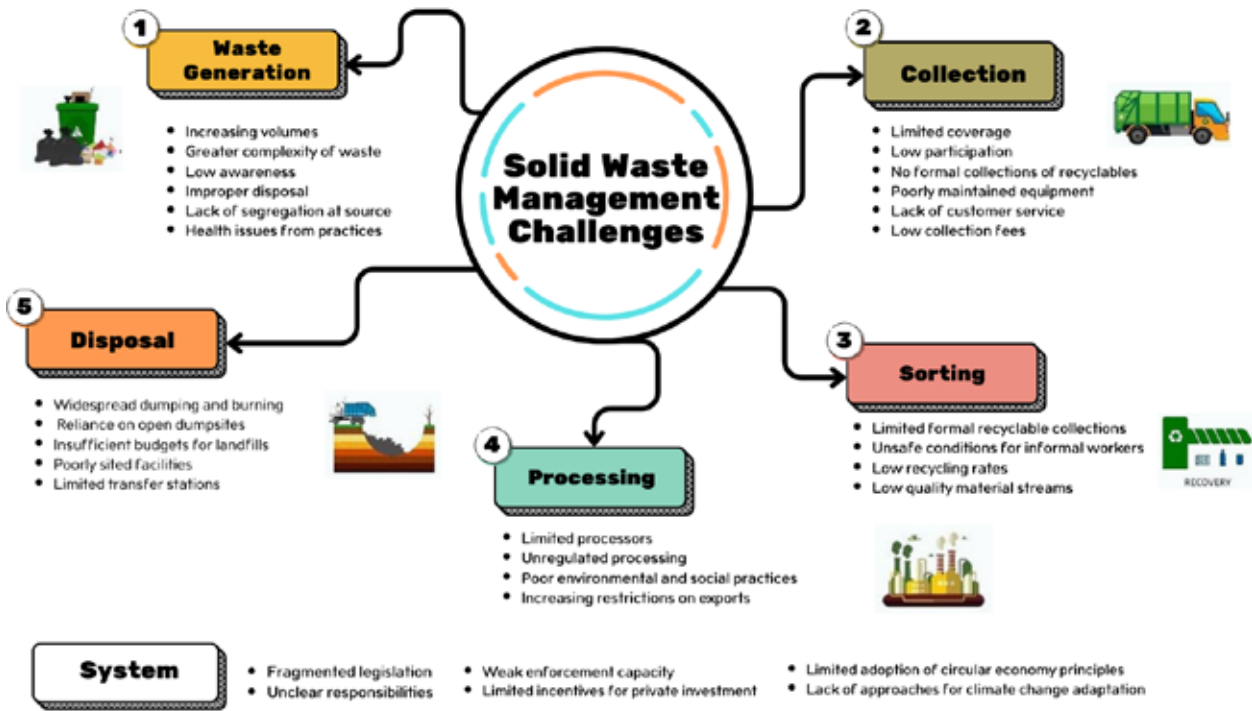 Solid Waste
Management
Challenges
1
Waste
Generation
• Increasing volumes
• Greater complexity of waste
• Low awareness
• Improper disposal
• Lack of segregation at source
• Health issues from practices
2
Collection
• Limited coverage
• Low participation
• No formal collections of recyclables
• Poorly maintained equipment
• Lack of customer service
• Low collection fees
3
Sorting
• Limited formal recyclable collections
• Unsafe conditions for informal workers
• Low recycling rates
• Low quality material streams
RECOVERY
4
Processing
• Limited processors
• Unregulated processing
• Poor environmental and social practices
• Increasing restrictions on exports
5
Disposal
• Widespread dumping and burning
• Reliance on open dumpsites
• Insufficient budgets for landfills
• Poorly sited facilities
• Limited transfer stations
System
• Fragmented legislation
• Unclear responsibilities
• Weak enforcement capacity
• Limited incentives for private investment
• Limited adoption of circular economy principles
• Lack of approaches for climate change adaptation